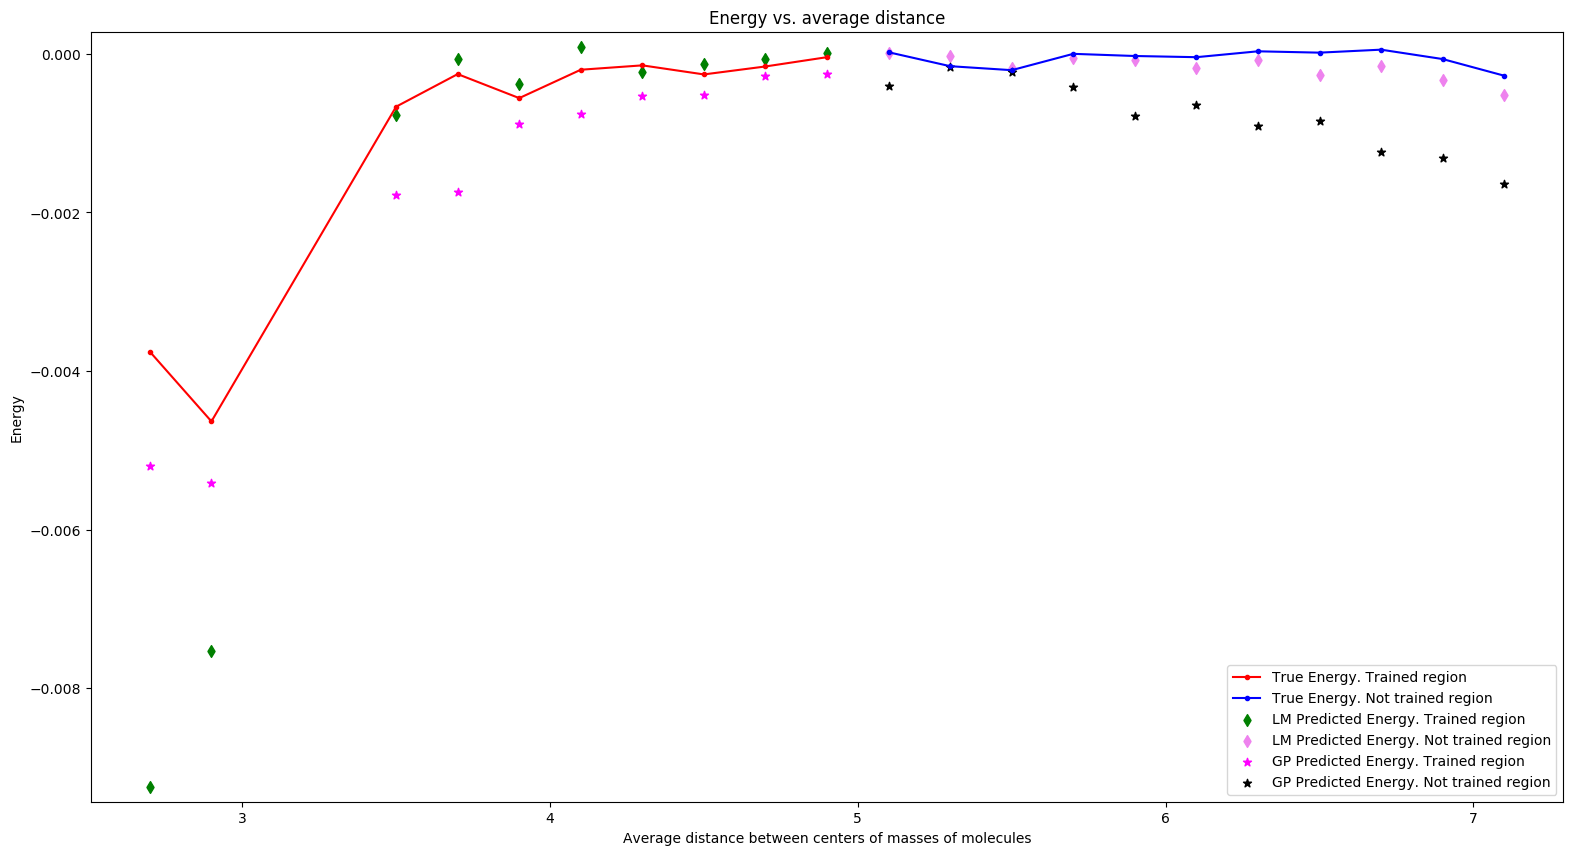 Energy vs. average distance
0.000
−0.002
−0.004
−0.006
−0.008
Energy
3
4
5
6
7
Average distance between centers of masses of molecules
True Energy. Trained region
True Energy. Not trained region
LM Predicted Energy. Trained region
LM Predicted Energy. Not trained region
GP Predicted Energy. Trained region
GP Predicted Energy. Not trained region